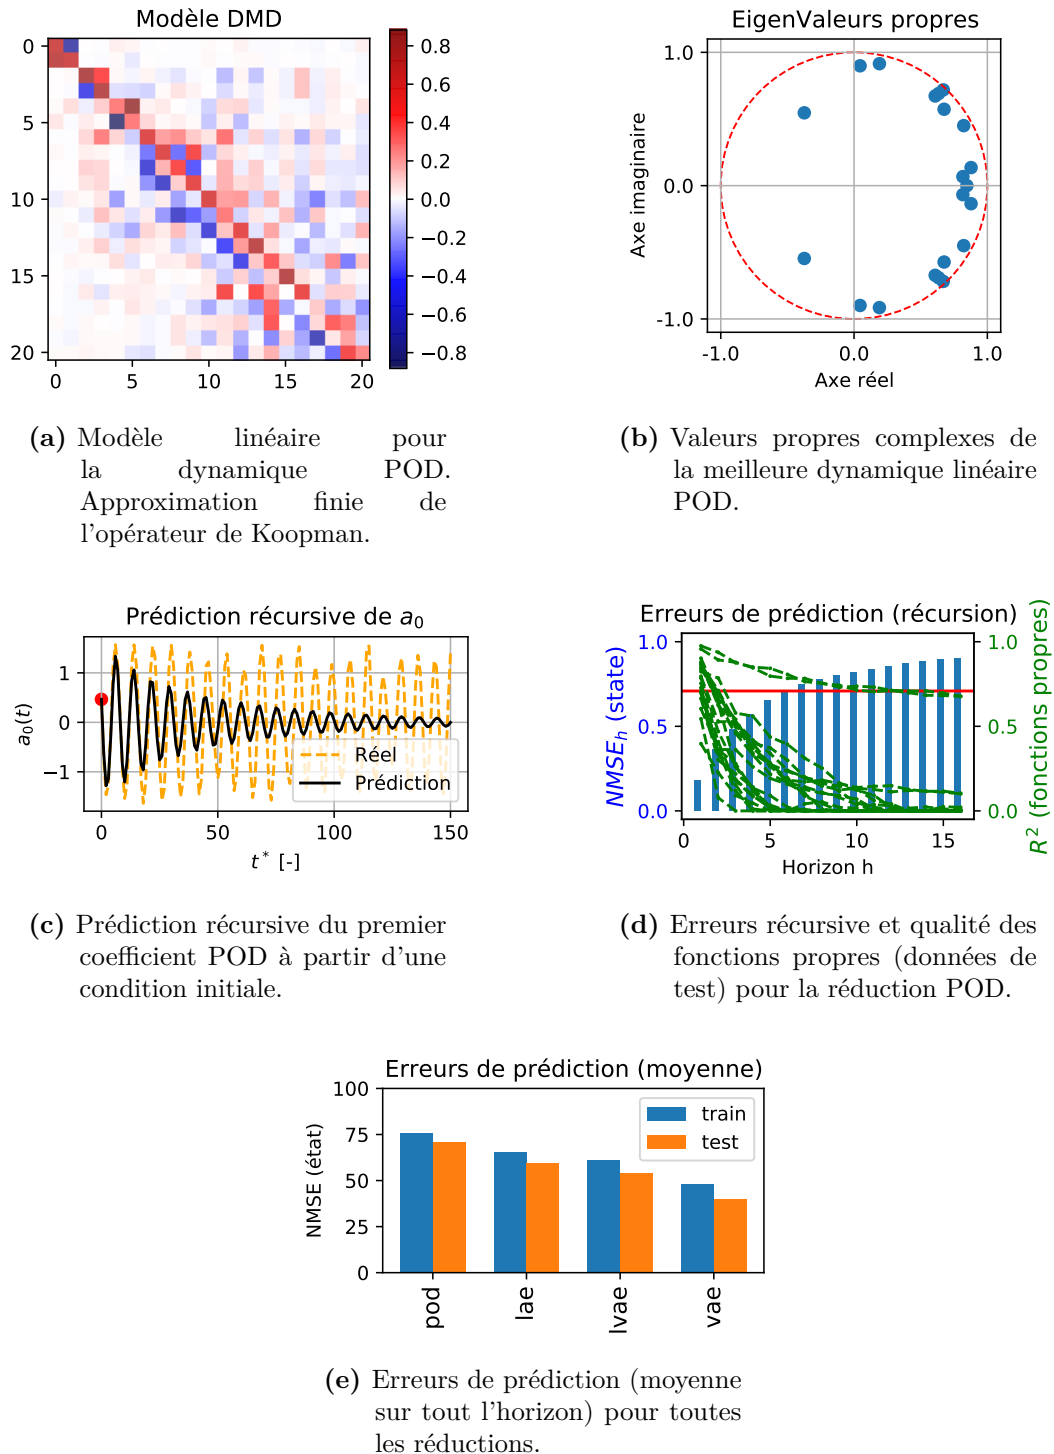 Modèle DMD
0
5
10
15
20
0
5
10
15
20
0.8
0.6
0.4
0.2
0.0
−0.2
−0.4
−0.6
−0.8
(a) Modèle linéaire pour
la dynamique POD.
Approximation finie de
l'opérateur de Koopman.
EigenValeurs propres
Axe imaginaire
1.0
0.0
-1.0
-1.0
0.0
1.0
Axe réel
(b) Valeurs propres complexes de
la meilleure dynamique linéaire
POD.
Prédiction récursive de a₀
a₀(t)
1
0
−1
0
50
100
150
t* [-]
Réel
Prédiction
(c) Prédiction récursive du premier
coefficient POD à partir d'une
condition initiale.
Erreurs de prédiction (récursion)
NMSEₕ (state)
1.0
0.5
0.0
0
5
10
15
Horizon h
1.0
0.5
0.0
R² (fonctions propres)
(d) Erreurs récursive et qualité des
fonctions propres (données de
test) pour la réduction POD.
Erreurs de prédiction (moyenne)
NMSE (état)
100
75
50
25
0
train
test
pod
lae
lvae
vae
(e) Erreurs de prédiction (moyenne
sur tout l'horizon) pour toutes
les réductions.